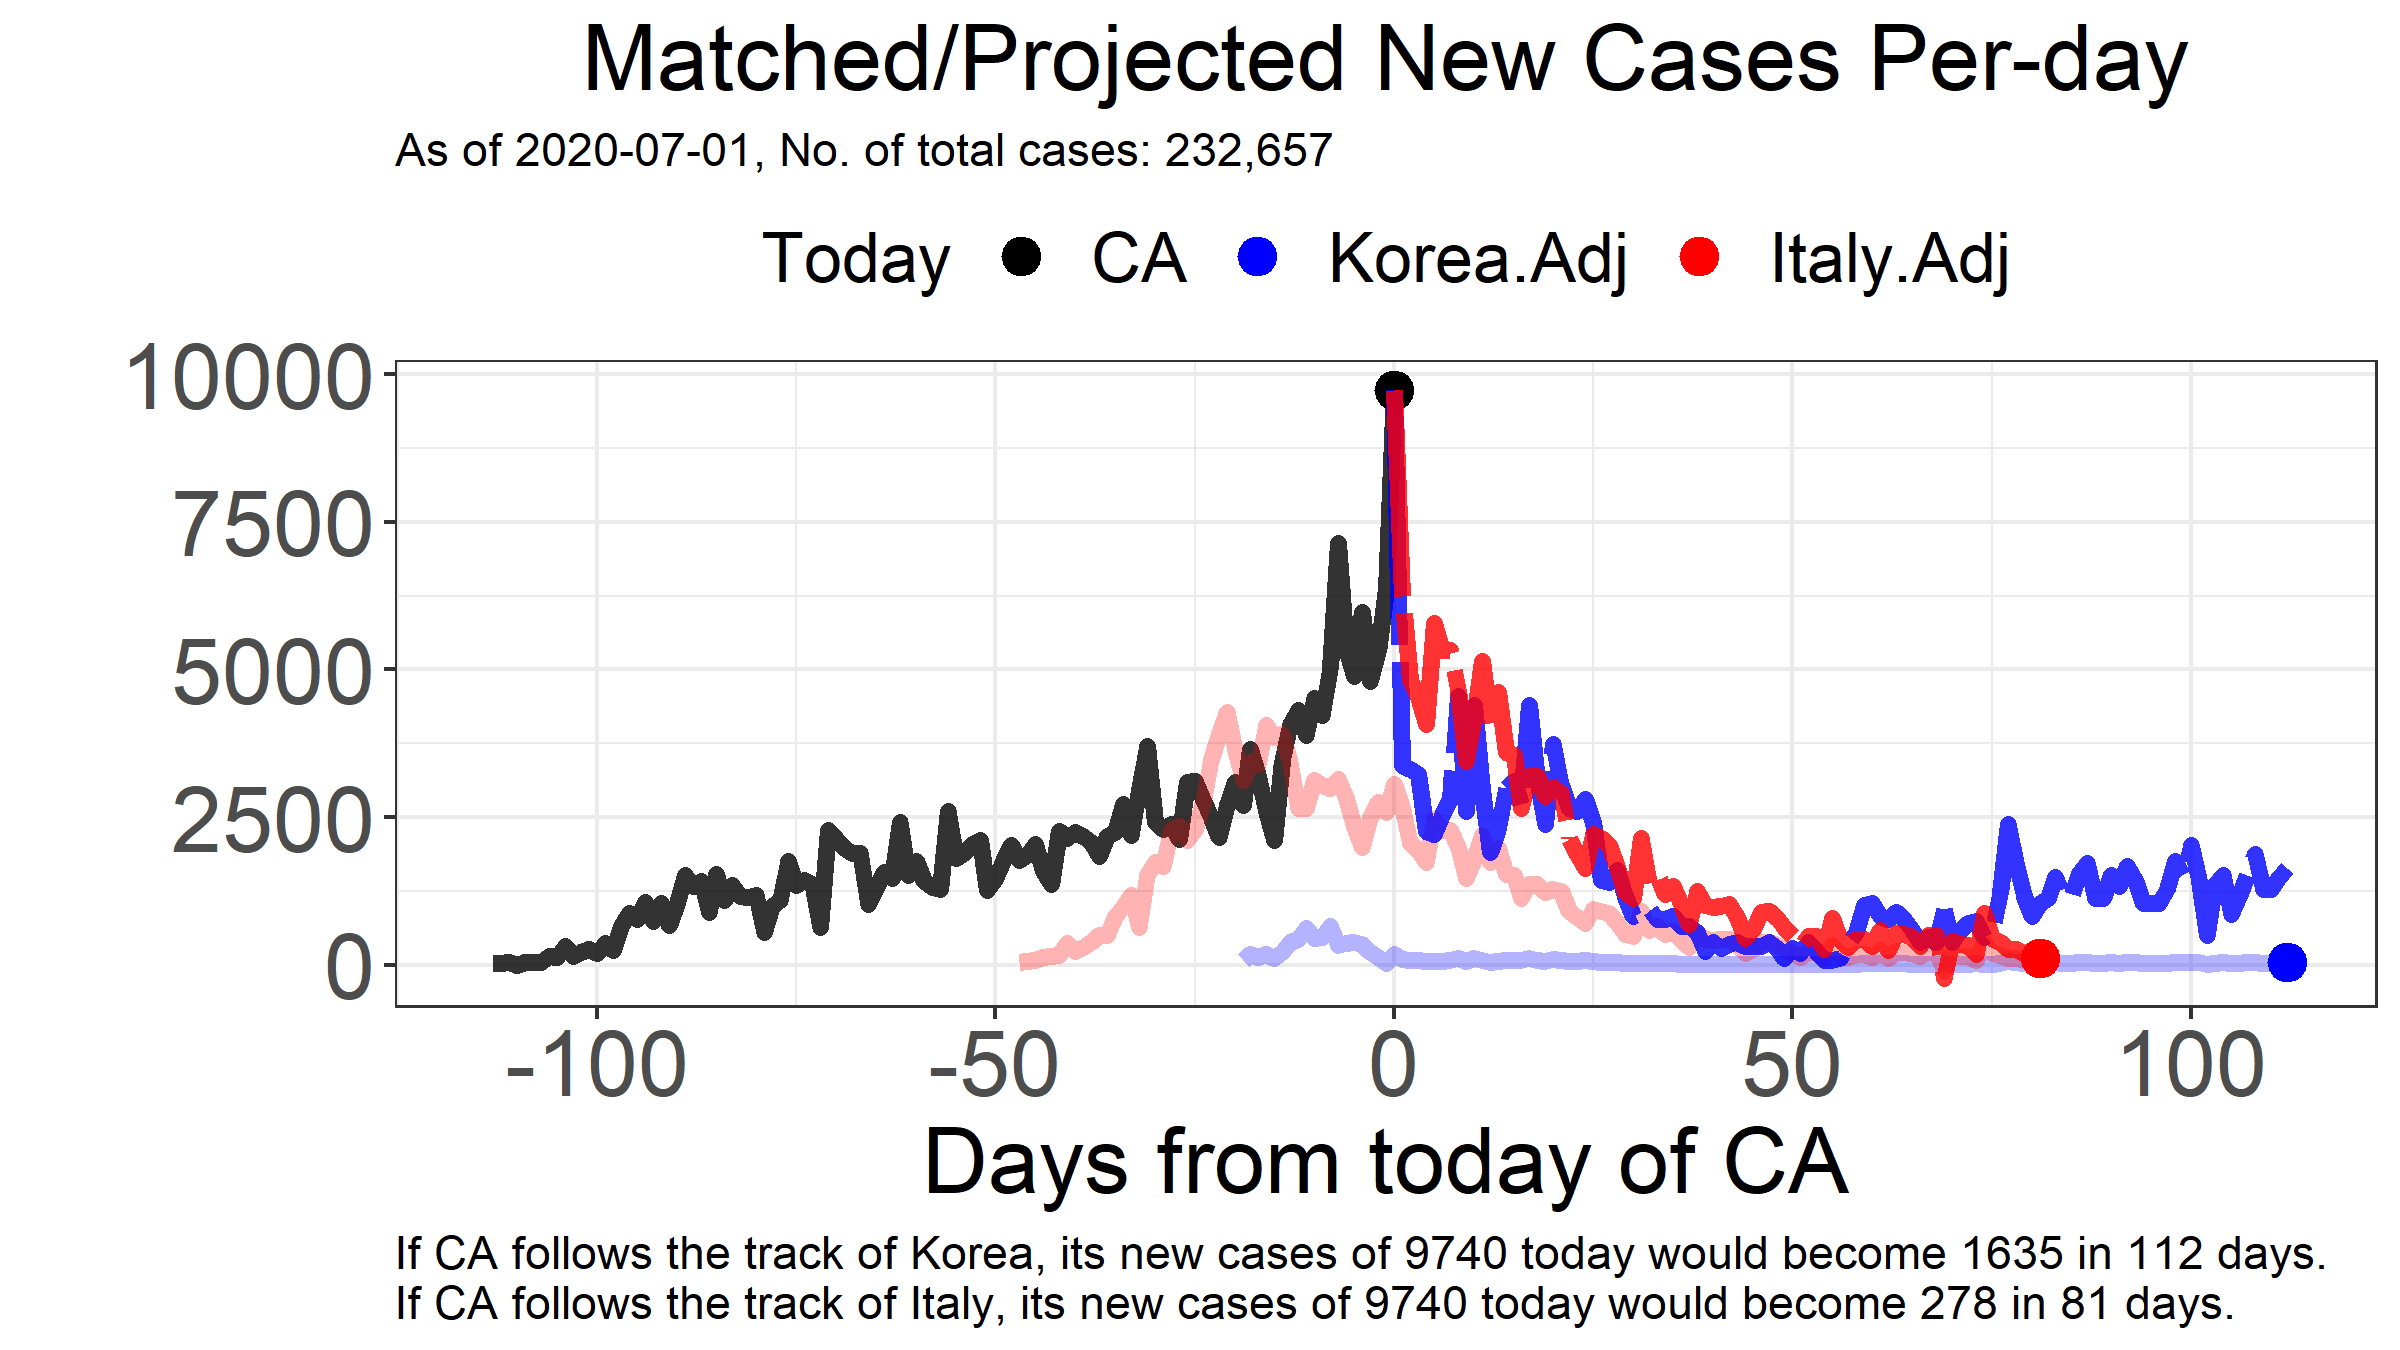 Matched/Projected New Cases Per-day
As of 2020-07-01, No. of total cases: 232,657
Today CA Korea.Adj Italy.Adj
10000
7500
5000
2500
0
-100 -50 0 50 100
Days from today of CA
If CA follows the track of Korea, its new cases of 9740 today would become 1635 in 112 days.
If CA follows the track of Italy, its new cases of 9740 today would become 278 in 81 days.